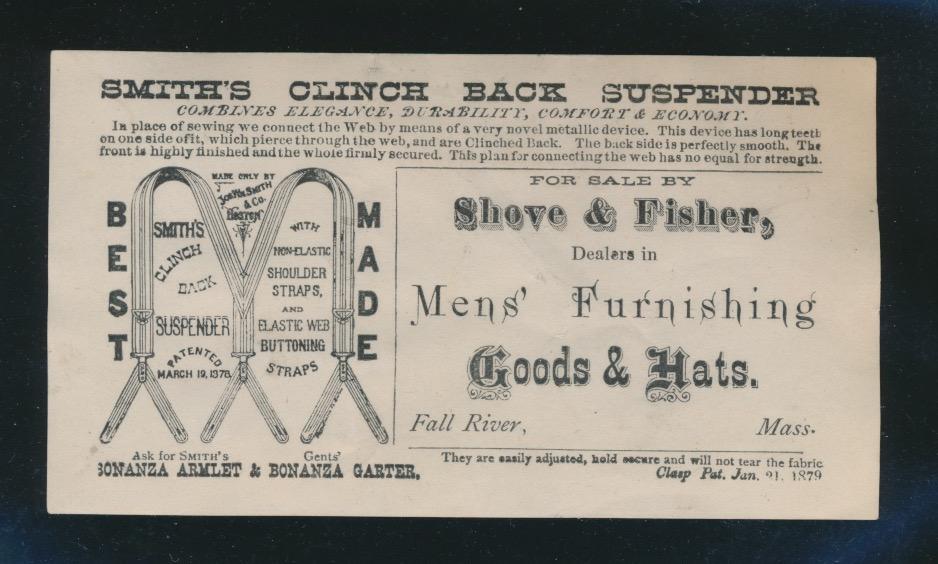 SMITH'S CLINCH BACK SUSPENDER
COMBINES ELEGANCE, DURABILITY, COMFORT & ECONOMY.
In place of sewing we connect the Web by means of a very novel metallic device. This device has long teeth
on one side of it, which pierce through the web, and are Clinched Back. The back side is perfectly smooth. The
front is highly finished and the whole firmly secured. This plan for connecting the web has no equal for strength.
BEST
SMITH'S
CLINCH
BACK
SUSPENDER
PATENTED
MARCH 19, 1878.
MADE ONLY BY
Jos. Wm. SMITH
& Co.
BOSTON
WITH
NON-ELASTIC
SHOULDER
STRAPS,
AND
ELASTIC WEB
BUTTONING
STRAPS
MADE
Ask for SMITH'S Gents'
BONANZA ARMLET & BONANZA GARTER.
FOR SALE BY
Shove & Fisher,
Dealers in
Mens' Furnishing
Goods & Hats.
Fall River, Mass.
They are easily adjusted, hold secure and will not tear the fabric
Clasp Pat. Jan. 21, 1879